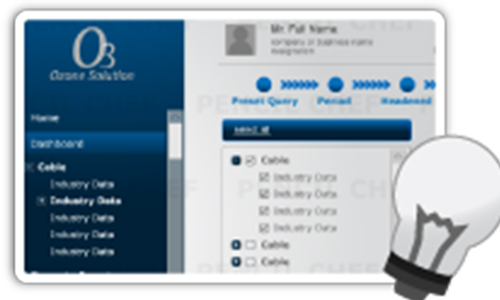 O3
Ozone Solution
Home
Dashboard
Cable
Industry Data
Industry Data
Industry Data
Industry Data
Industry Data
Mr. Full Name
company or business name
designation
Preset Query
Period
Headend
select all
Cable
Industry Data
Industry Data
Industry Data
Industry Data
Cable
Cable